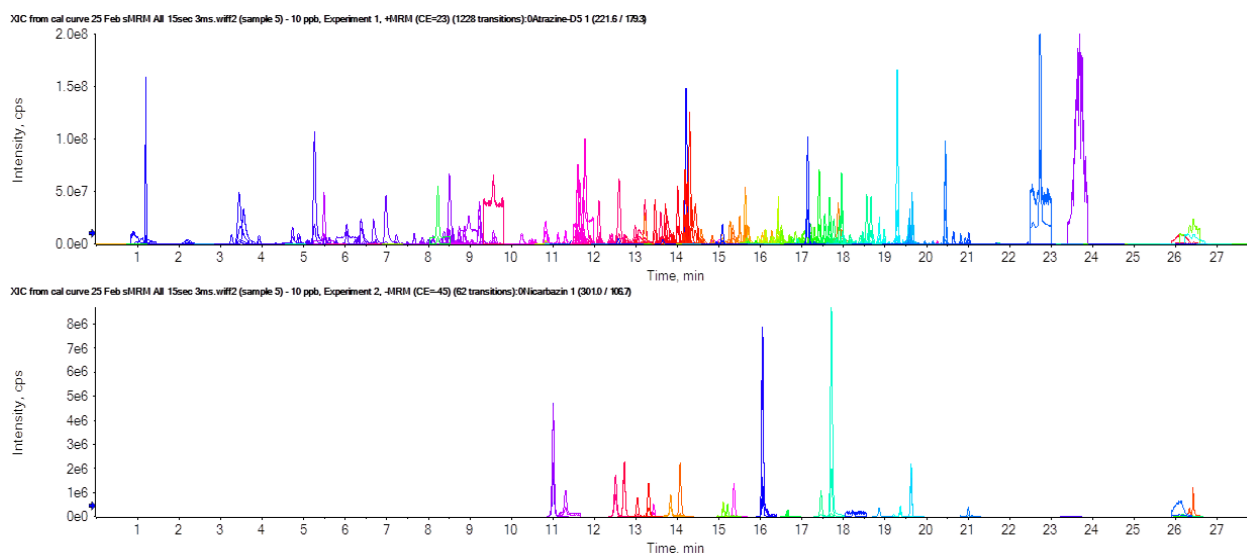 XIC from cal curve 25 Feb sMRM All 15sec 3ms.wiff2 (sample 5) - 10 ppb, Experiment 1, +MRM (CE=23) (1228 transitions):0Atrazine-D5 1 (221.6 / 179.3)
2.0e8
1.5e8
1.0e8
5.0e7
0.0e0
Intensity, cps
1 2 3 4 5 6 7 8 9 10 11 12 13 14 15 16 17 18 19 20 21 22 23 24 25 26 27
Time, min
XIC from cal curve 25 Feb sMRM All 15sec 3ms.wiff2 (sample 5) - 10 ppb, Experiment 2, -MRM (CE=-45) (62 transitions):0Nicarbazin 1 (301.0 / 106.7)
8e6
7e6
6e6
5e6
4e6
3e6
2e6
1e6
0e0
Intensity, cps
1 2 3 4 5 6 7 8 9 10 11 12 13 14 15 16 17 18 19 20 21 22 23 24 25 26 27
Time, min